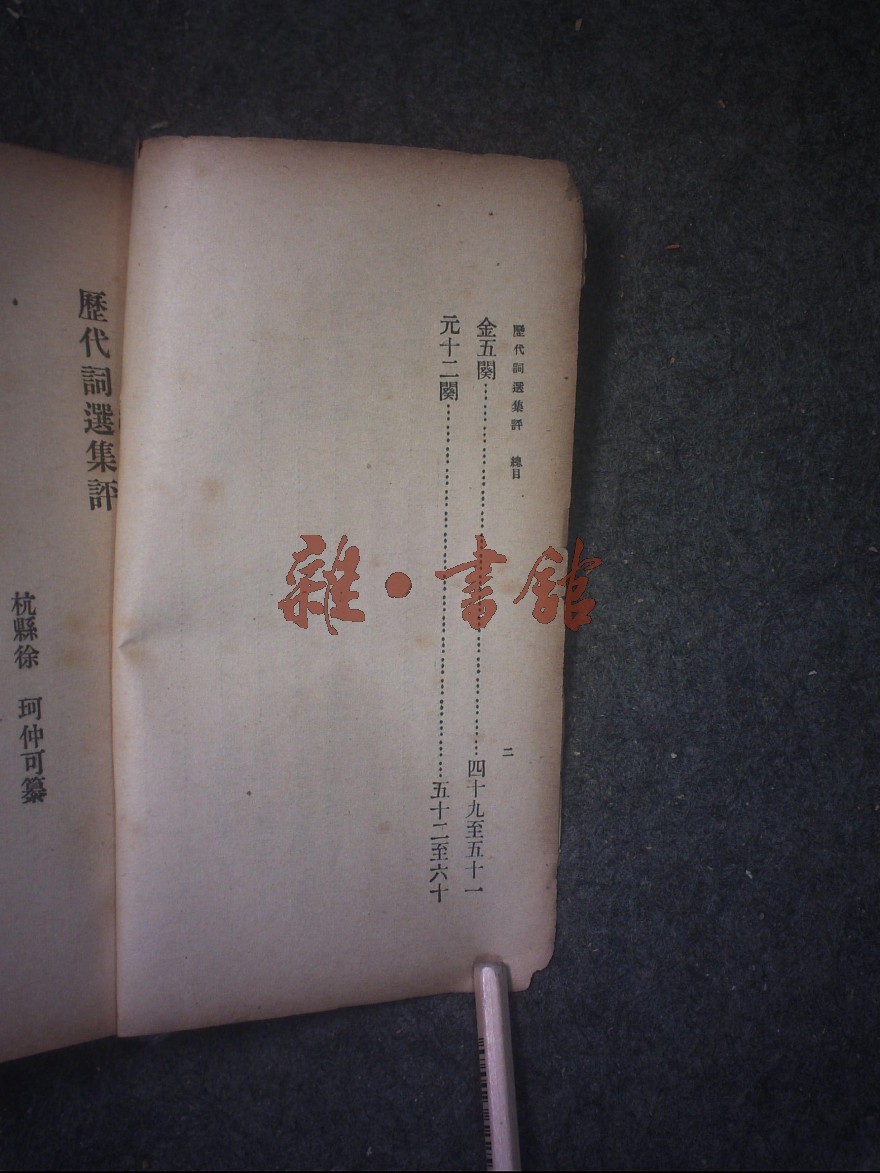 歷代詞選集評 總目 二
金五闋……四十九至五十一
元十二闋……五十二至六十
歷代詞選集評
杭縣徐 珂仲可纂
雜·書館